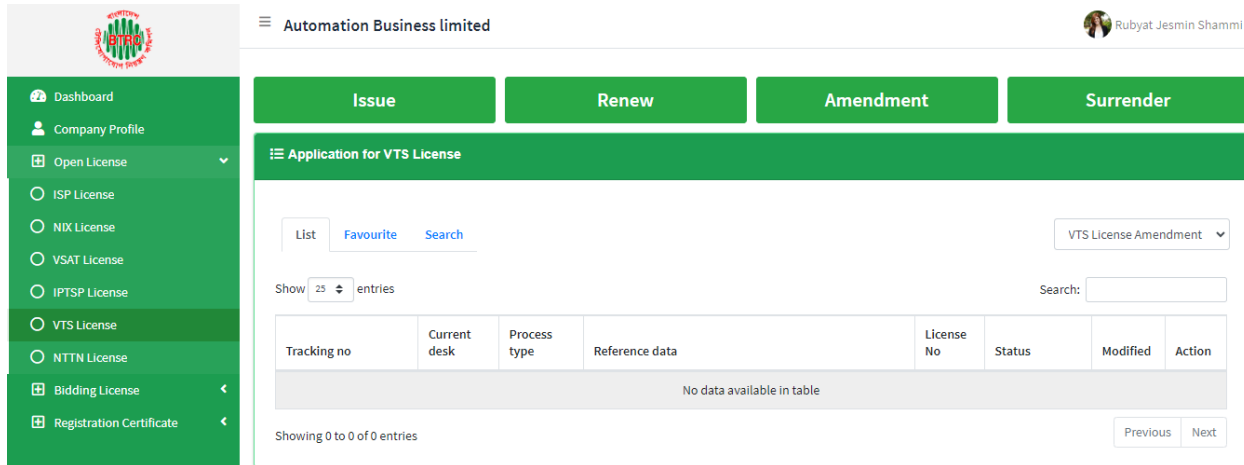 BTRC
Automation Business limited
Rubyat Jesmin Shammi
Dashboard
Company Profile
Open License
ISP License
NIX License
VSAT License
IPTSP License
VTS License
NTTN License
Bidding License
Registration Certificate
Issue Renew Amendment Surrender
Application for VTS License
List Favourite Search
VTS License Amendment
Show 25 entries
Search:
Tracking no Current desk Process type Reference data License No Status Modified Action
No data available in table
Showing 0 to 0 of 0 entries
Previous Next